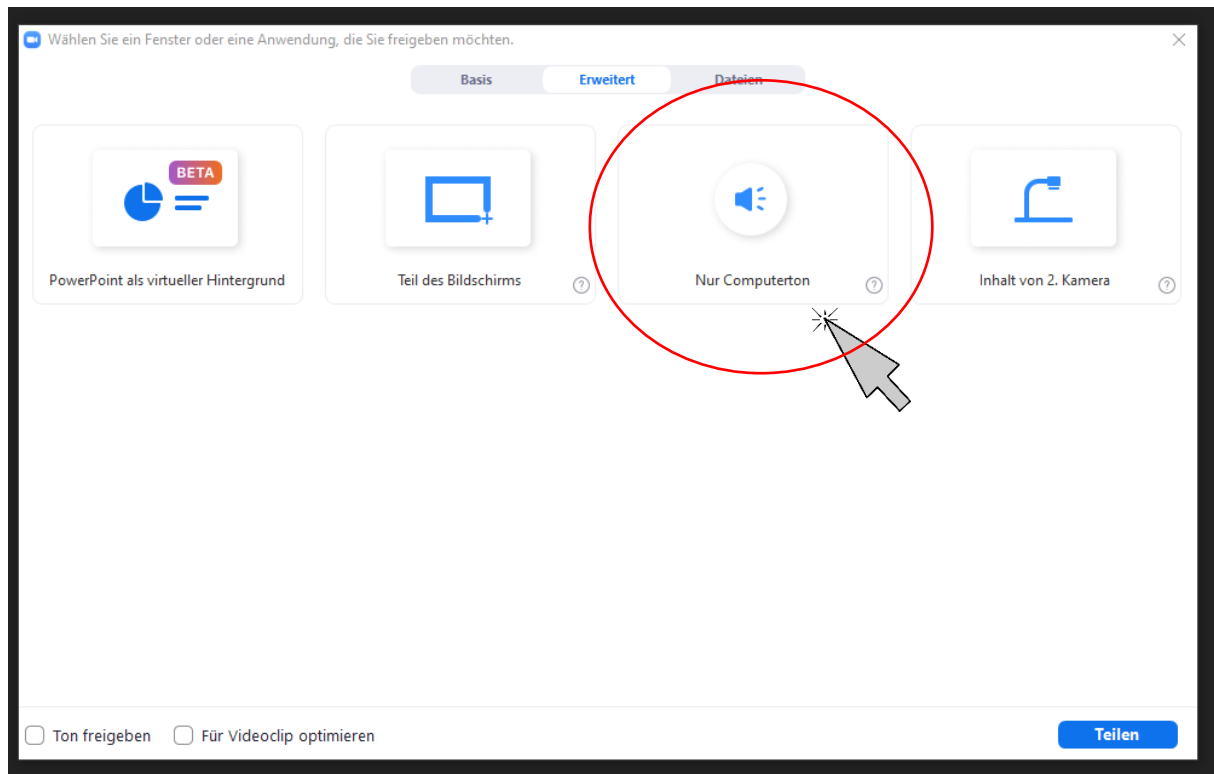 Wählen Sie ein Fenster oder eine Anwendung, die Sie freigeben möchten.
Basis Erweitert Dateien
BETA
PowerPoint als virtueller Hintergrund
Teil des Bildschirms ?
Nur Computerton ?
Inhalt von 2. Kamera ?
Ton freigeben Für Videoclip optimieren Teilen